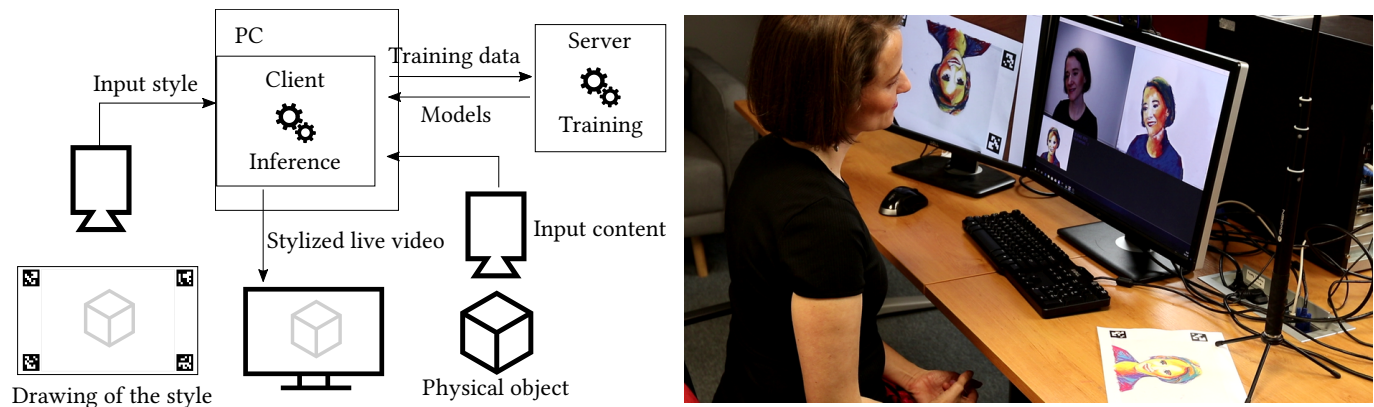 PC
Server
Training
Training data
Models
Client
Inference
Input style
Input content
Stylized live video
Drawing of the style
Physical object